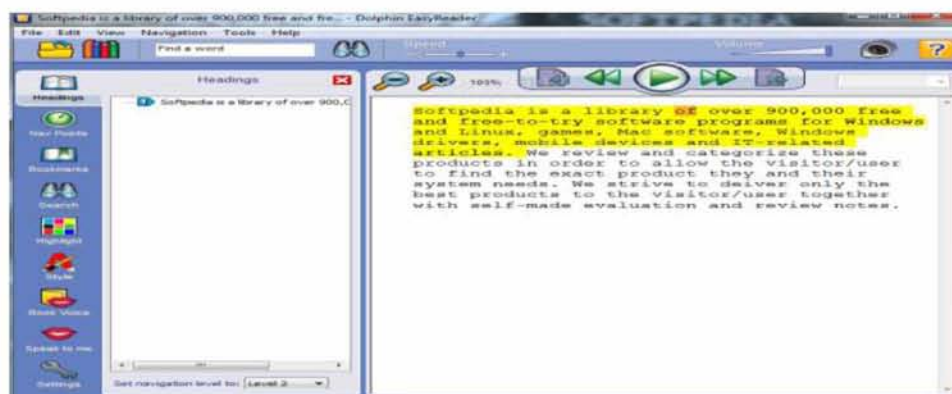 Softpedia is a library of over 900,000 free and fre... - Dolphin EasyReader
File Edit View Navigation Tools Help
Find a word
Speed
Volume
Headings
103%
Headings
Softpedia is a library of over 900,0
Nav Points
Bookmarks
Search
Highlight
Style
Book Voice
Speak to me
Settings
Set navigation level to: Level 2
Softpedia is a library of over 900,000 free
and free-to-try software programs for Windows
and Linux, games, Mac software, Windows
drivers, mobile devices and IT-related
articles. We review and categorize these
products in order to allow the visitor/user
to find the exact product they and their
system needs. We strive to deiver only the
best products to the visitor/user together
with self-made evaluation and review notes.